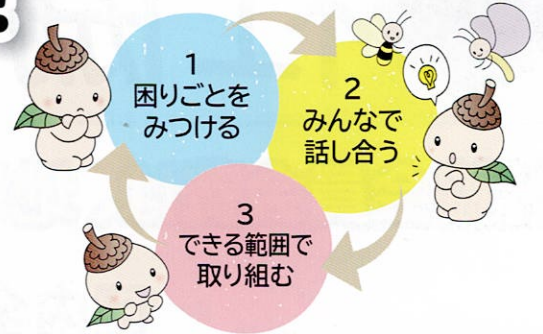 1
困りごとを
みつける
2
みんなで
話し合う
3
できる範囲で
取り組む